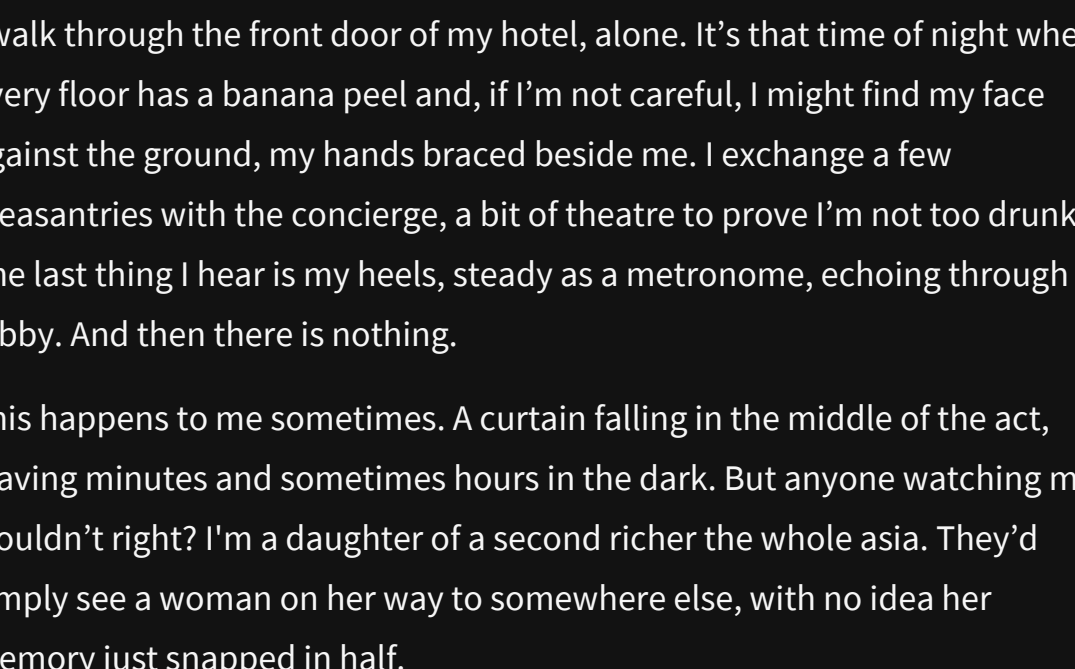 walk through the front door of my hotel, alone. It’s that time of night whe
very floor has a banana peel and, if I’m not careful, I might find my face
gainst the ground, my hands braced beside me. I exchange a few
easantries with the concierge, a bit of theatre to prove I’m not too drunk
ne last thing I hear is my heels, steady as a metronome, echoing through
bby. And then there is nothing.
his happens to me sometimes. A curtain falling in the middle of the act,
aving minutes and sometimes hours in the dark. But anyone watching m
ouldn’t right? I'm a daughter of a second richer the whole asia. They’d
mply see a woman on her way to somewhere else, with no idea her
emory just snapped in half.